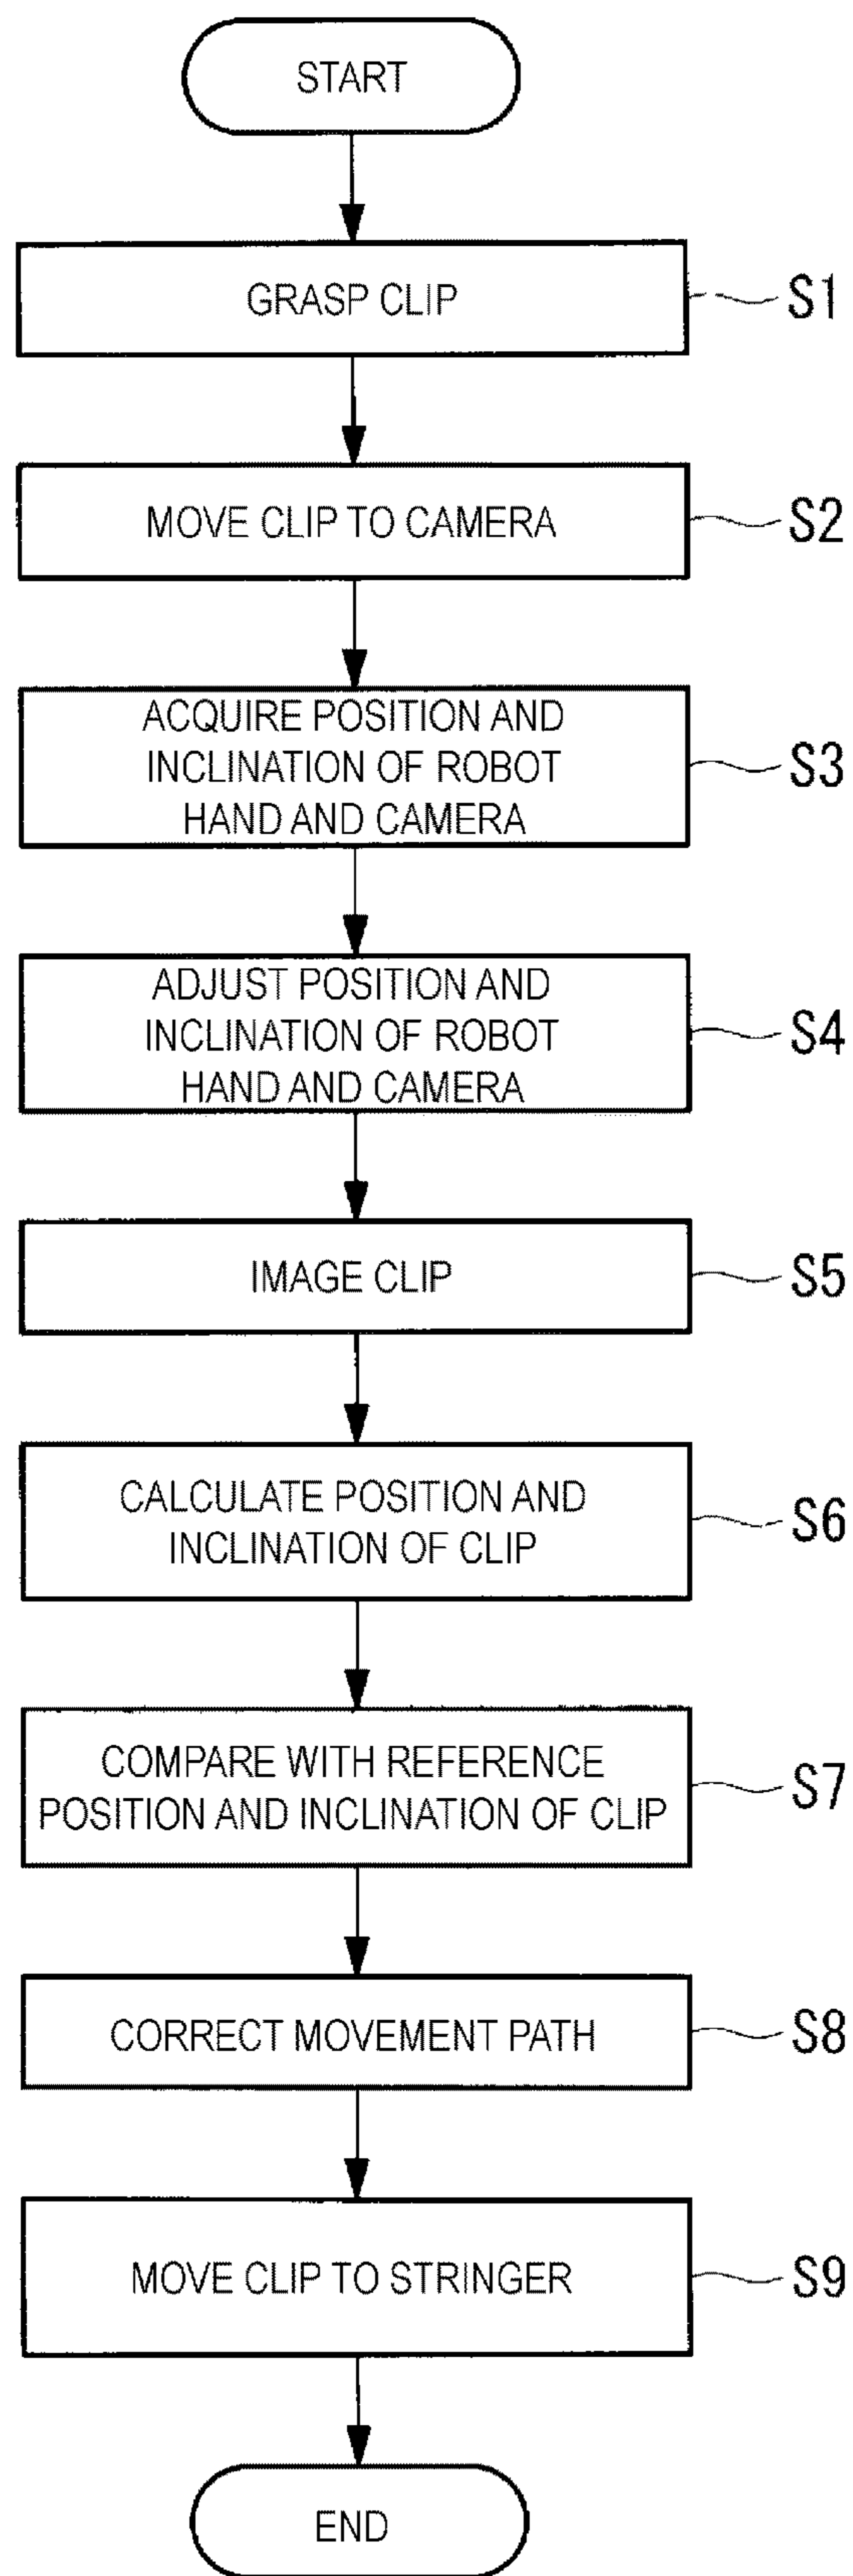 START
GRASP CLIP
S1
MOVE CLIP TO CAMERA
S2
ACQUIRE POSITION AND
INCLINATION OF ROBOT
HAND AND CAMERA
S3
ADJUST POSITION AND
INCLINATION OF ROBOT
HAND AND CAMERA
S4
IMAGE CLIP
S5
CALCULATE POSITION AND
INCLINATION OF CLIP
S6
COMPARE WITH REFERENCE
POSITION AND INCLINATION OF CLIP
S7
CORRECT MOVEMENT PATH
S8
MOVE CLIP TO STRINGER
S9
END